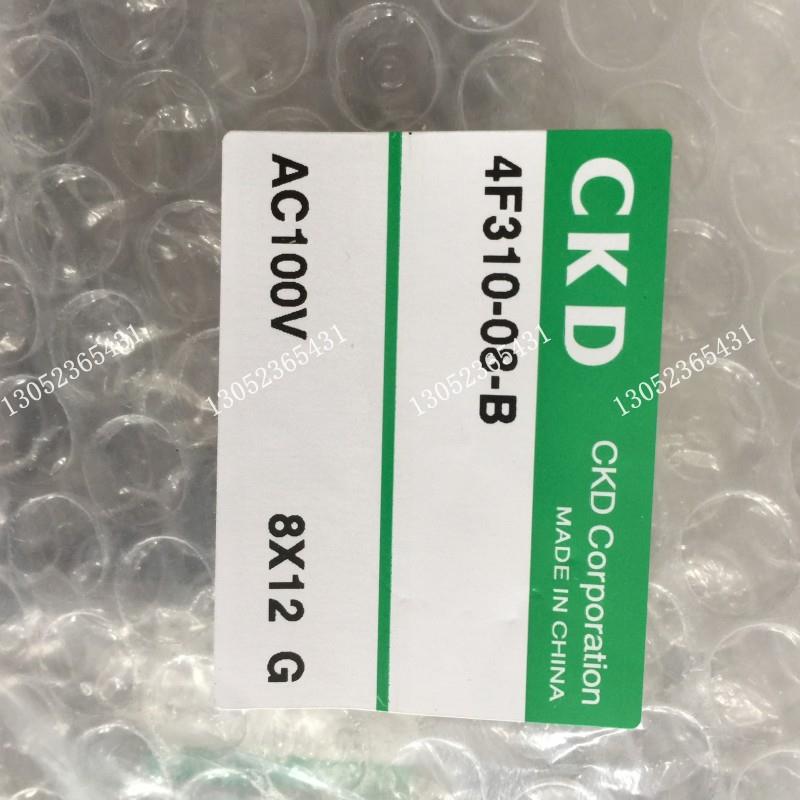 CKD
CKD Corporation
MADE IN CHINA
4F310-08-B
AC100V 8X12 G
13052365431
13052365431
13052365431
13052365431